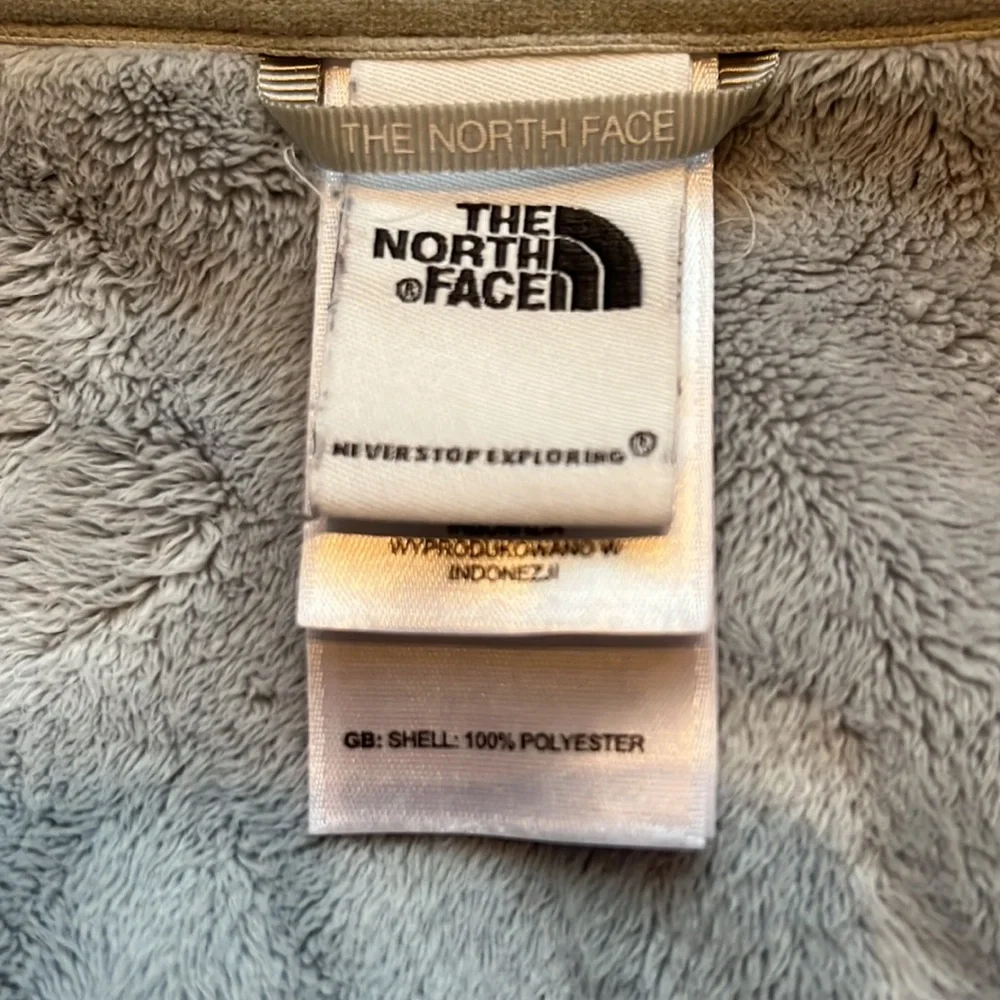 THE NORTH FACE
THE
NORTH
® FACE
NEVER STOP EXPLORING®
WYPRODUKOWANO W
INDONEZJI
GB: SHELL: 100% POLYESTER